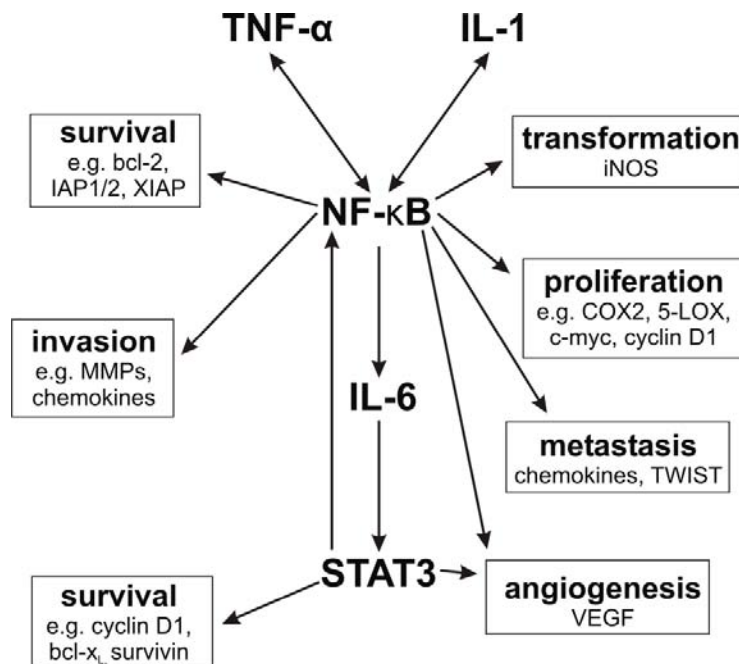 TNF-α
IL-1
survival
e.g. bcl-2,
IAP1/2, XIAP
transformation
iNOS
NF-κB
proliferation
e.g. COX2, 5-LOX,
c-myc, cyclin D1
invasion
e.g. MMPs,
chemokines
IL-6
metastasis
chemokines, TWIST
STAT3
survival
e.g. cyclin D1,
bcl-xL, survivin
angiogenesis
VEGF